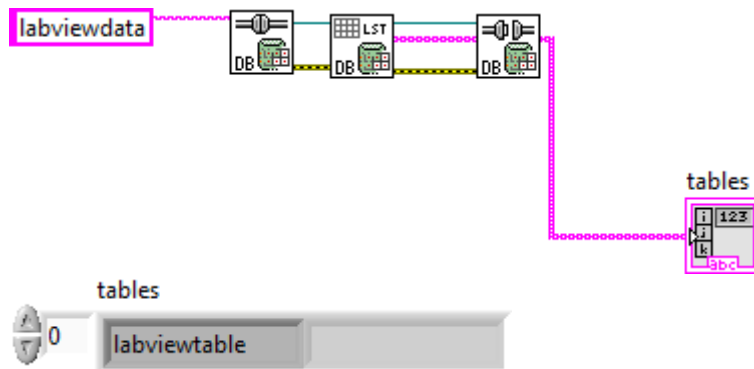 labviewdata
LST
DB DB DB
tables
i 123
j
k
abc
tables
0 labviewtable